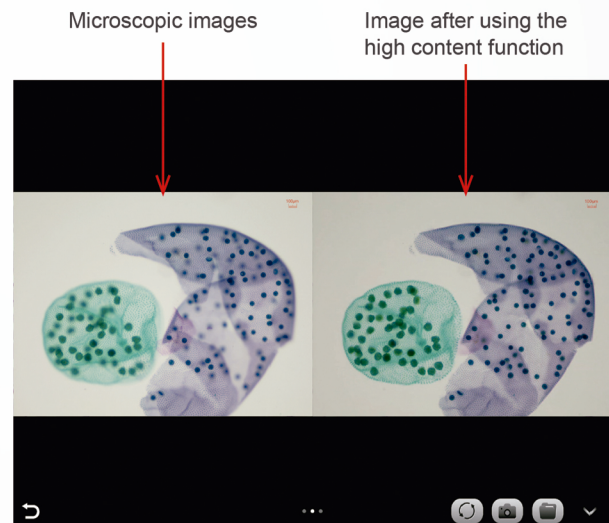 Microscopic images
Image after using the
high content function